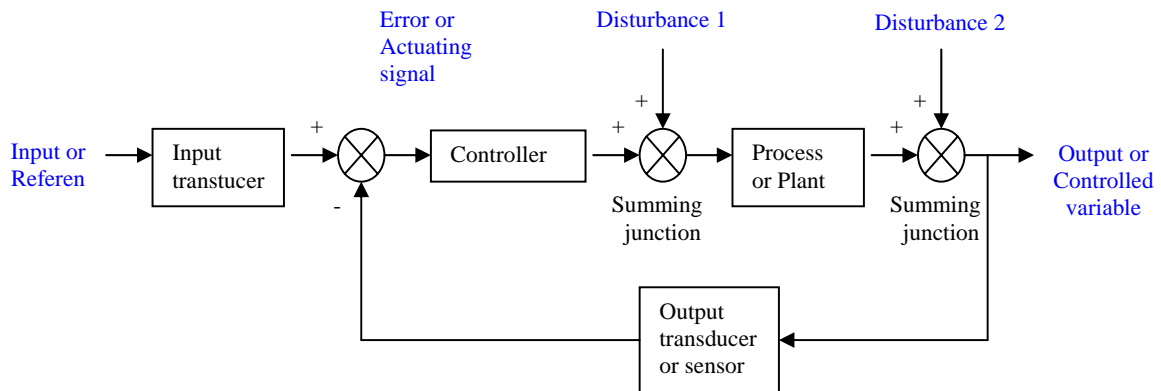 Error or
Actuating
signal
Disturbance 1
Disturbance 2
+
+
+
+
Input or
Referen
Input
transtucer
Controller
Process
or Plant
Output or
Controlled
variable
-
Summing
junction
Summing
junction
Output
transducer
or sensor